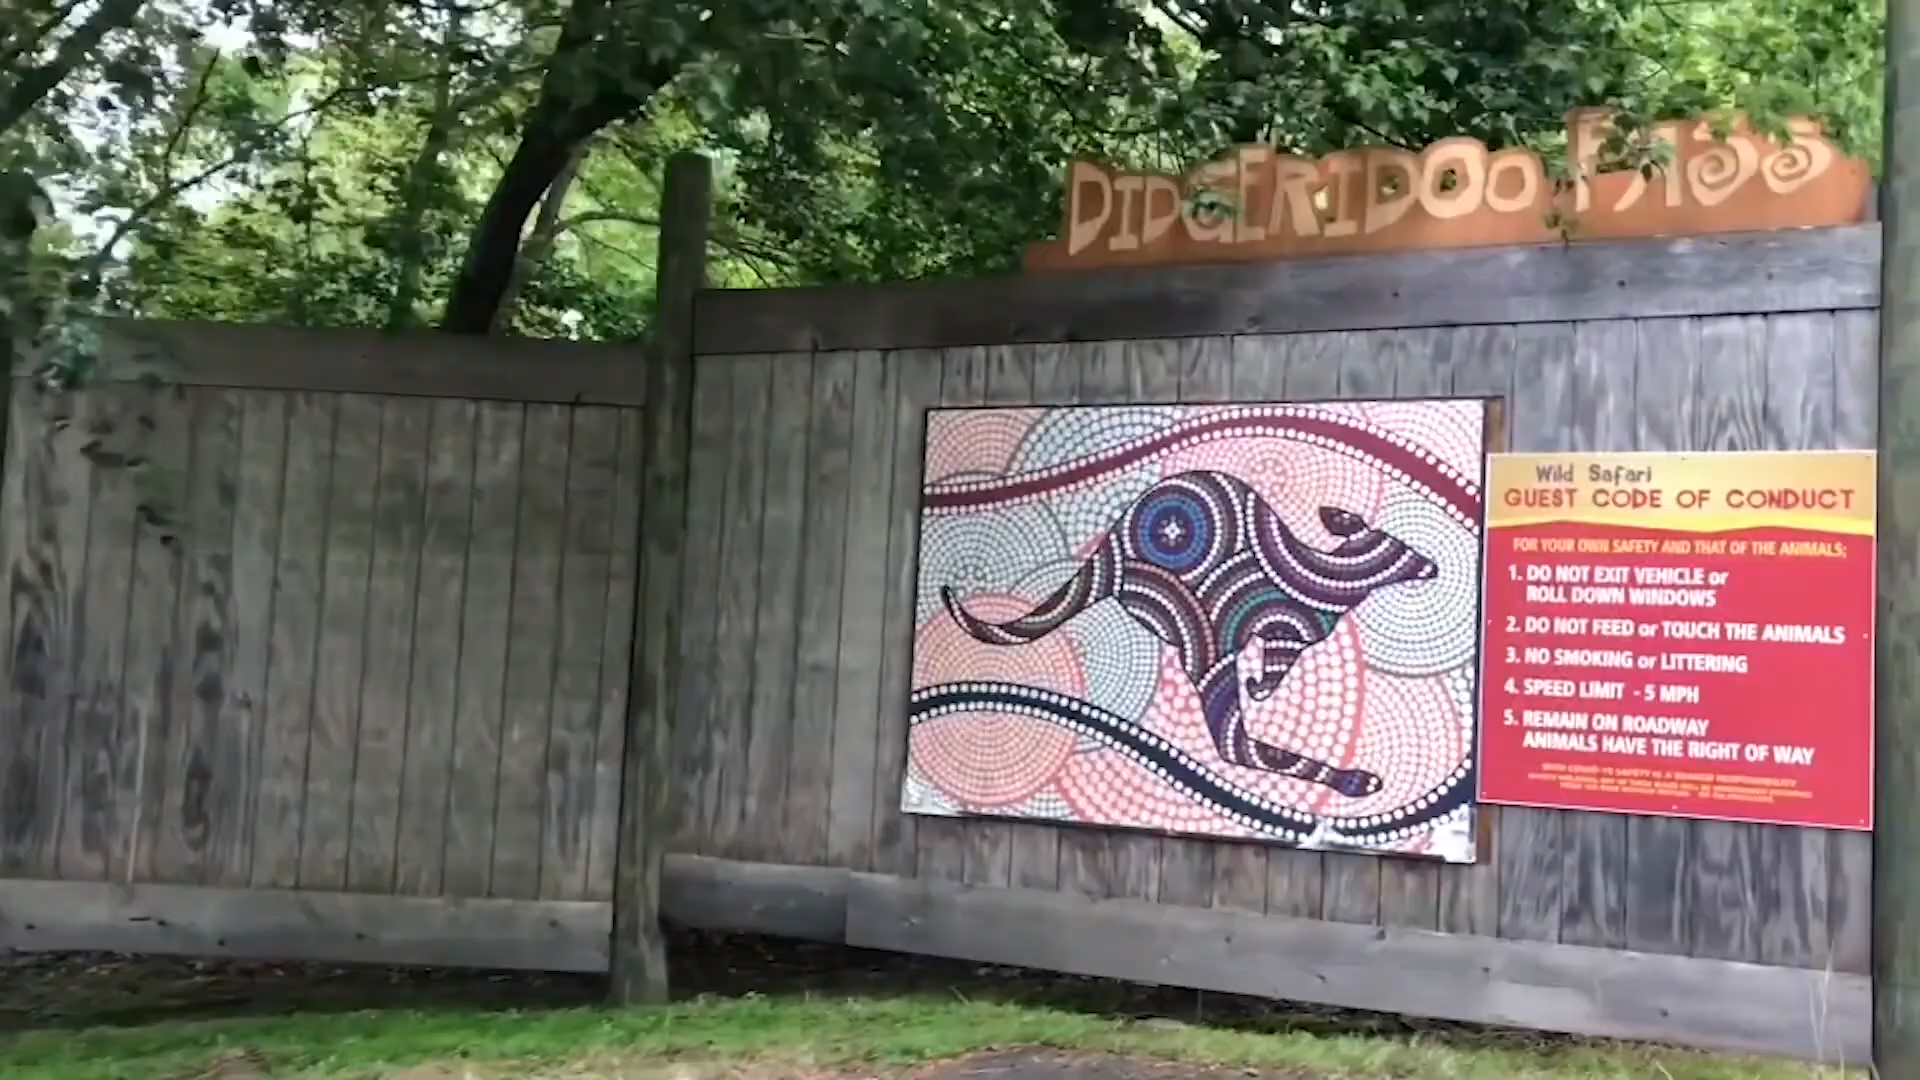 DIDGERIDOO PASS
Wild Safari
GUEST CODE OF CONDUCT
FOR YOUR OWN SAFETY AND THAT OF THE ANIMALS:
1. DO NOT EXIT VEHICLE or
ROLL DOWN WINDOWS
2. DO NOT FEED or TOUCH THE ANIMALS
3. NO SMOKING or LITTERING
4. SPEED LIMIT - 5 MPH
5. REMAIN ON ROADWAY
ANIMALS HAVE THE RIGHT OF WAY